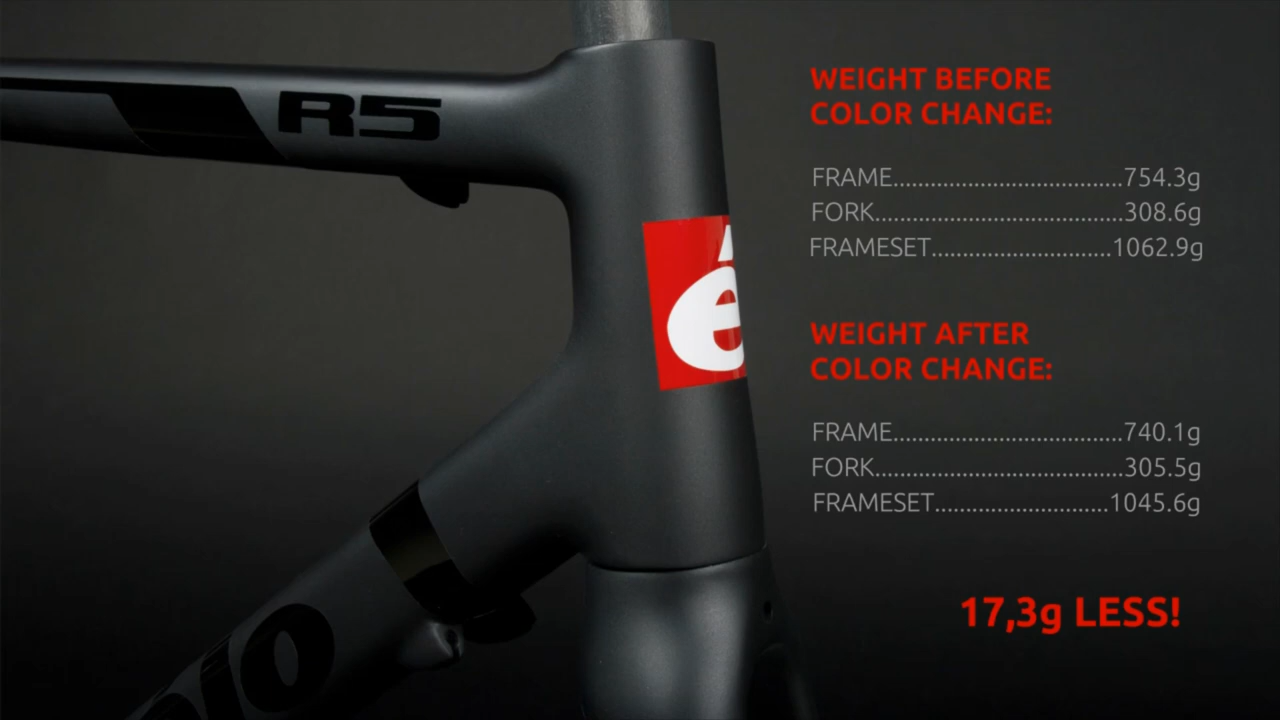 R5
é
WEIGHT BEFORE
COLOR CHANGE:
FRAME......................................754.3g
FORK.........................................308.6g
FRAMESET.............................1062.9g
WEIGHT AFTER
COLOR CHANGE:
FRAME......................................740.1g
FORK.........................................305.5g
FRAMESET............................1045.6g
17,3g LESS!